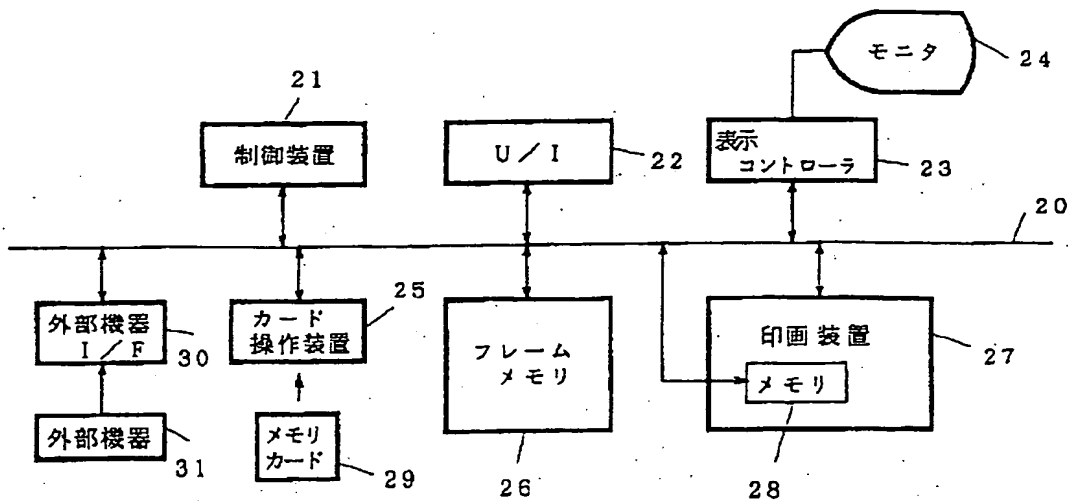 モニタ
24
21
制御装置
U/I
22
表示
コントローラ
23
20
外部機器
I/F
30
カード
操作装置
25
フレーム
メモリ
26
印画装置
メモリ
27
28
外部機器
31
メモリ
カード
29